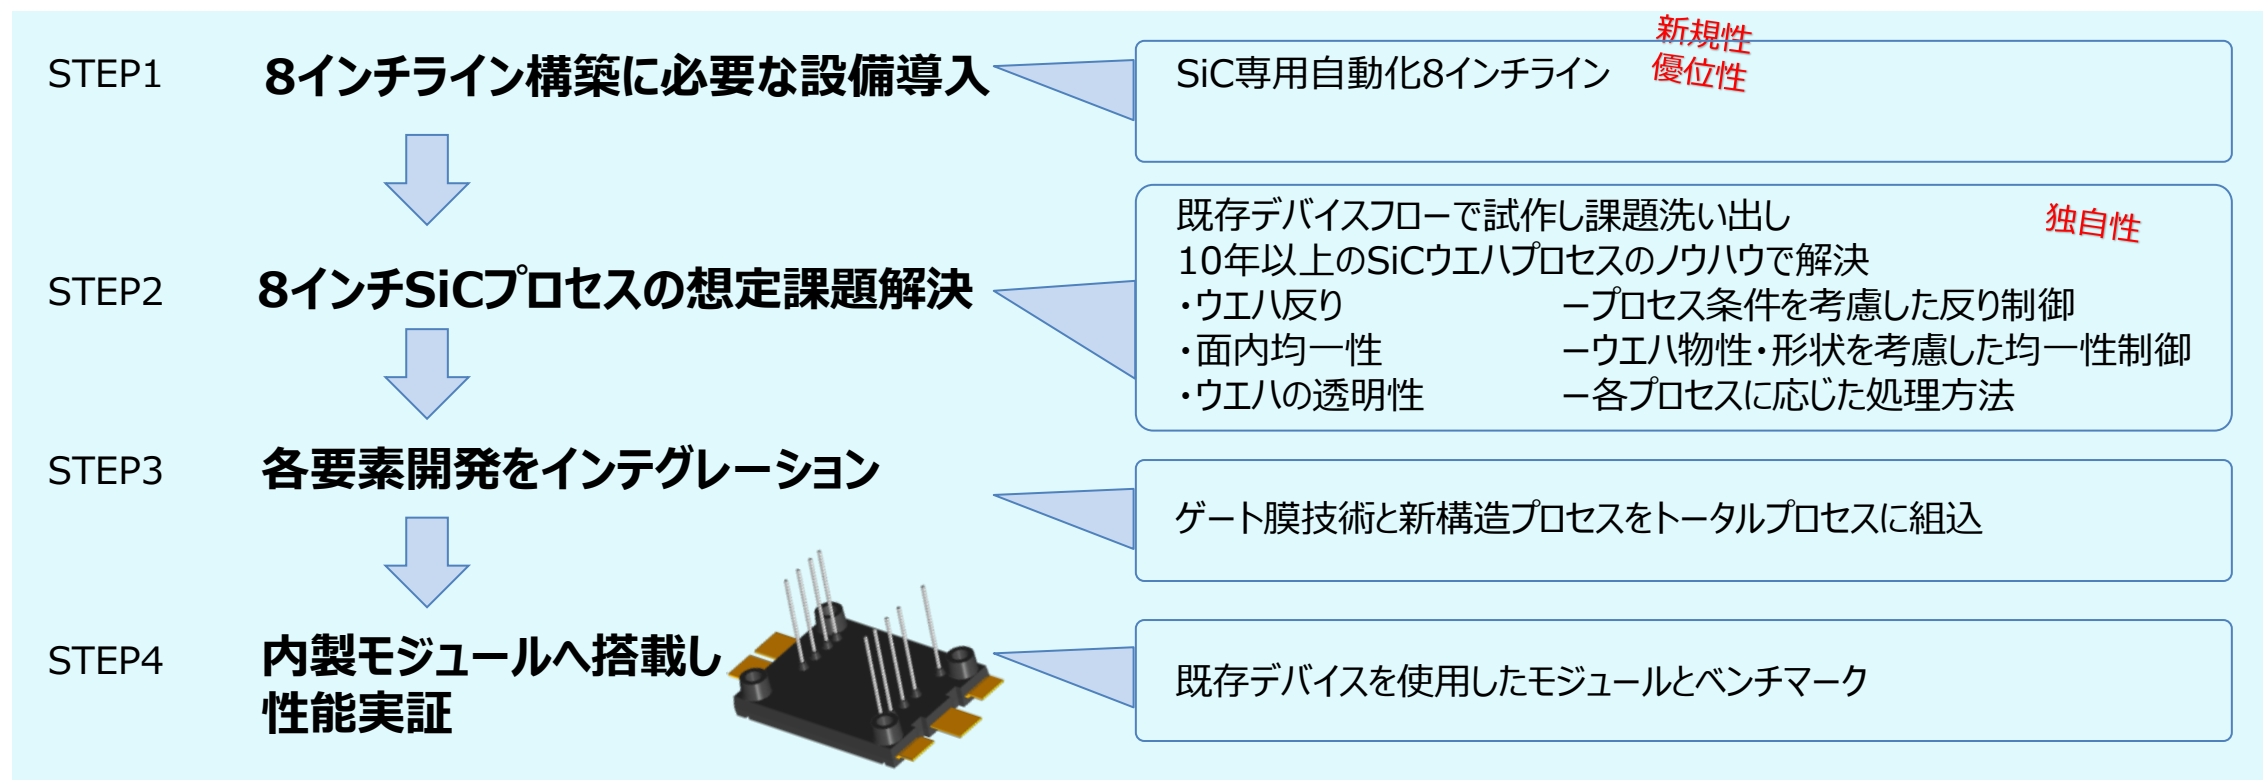 STEP1
8インチライン構築に必要な設備導入
SiC専用自動化8インチライン
新規性
優位性
STEP2
8インチSiCプロセスの想定課題解決
既存デバイスフローで試作し課題洗い出し
独自性
10年以上のSiCウエハプロセスのノウハウで解決
・ウエハ反り －プロセス条件を考慮した反り制御
・面内均一性 －ウエハ物性・形状を考慮した均一性制御
・ウエハの透明性 －各プロセスに応じた処理方法
STEP3
各要素開発をインテグレーション
ゲート膜技術と新構造プロセスをトータルプロセスに組込
STEP4
内製モジュールへ搭載し
性能実証
既存デバイスを使用したモジュールとベンチマーク